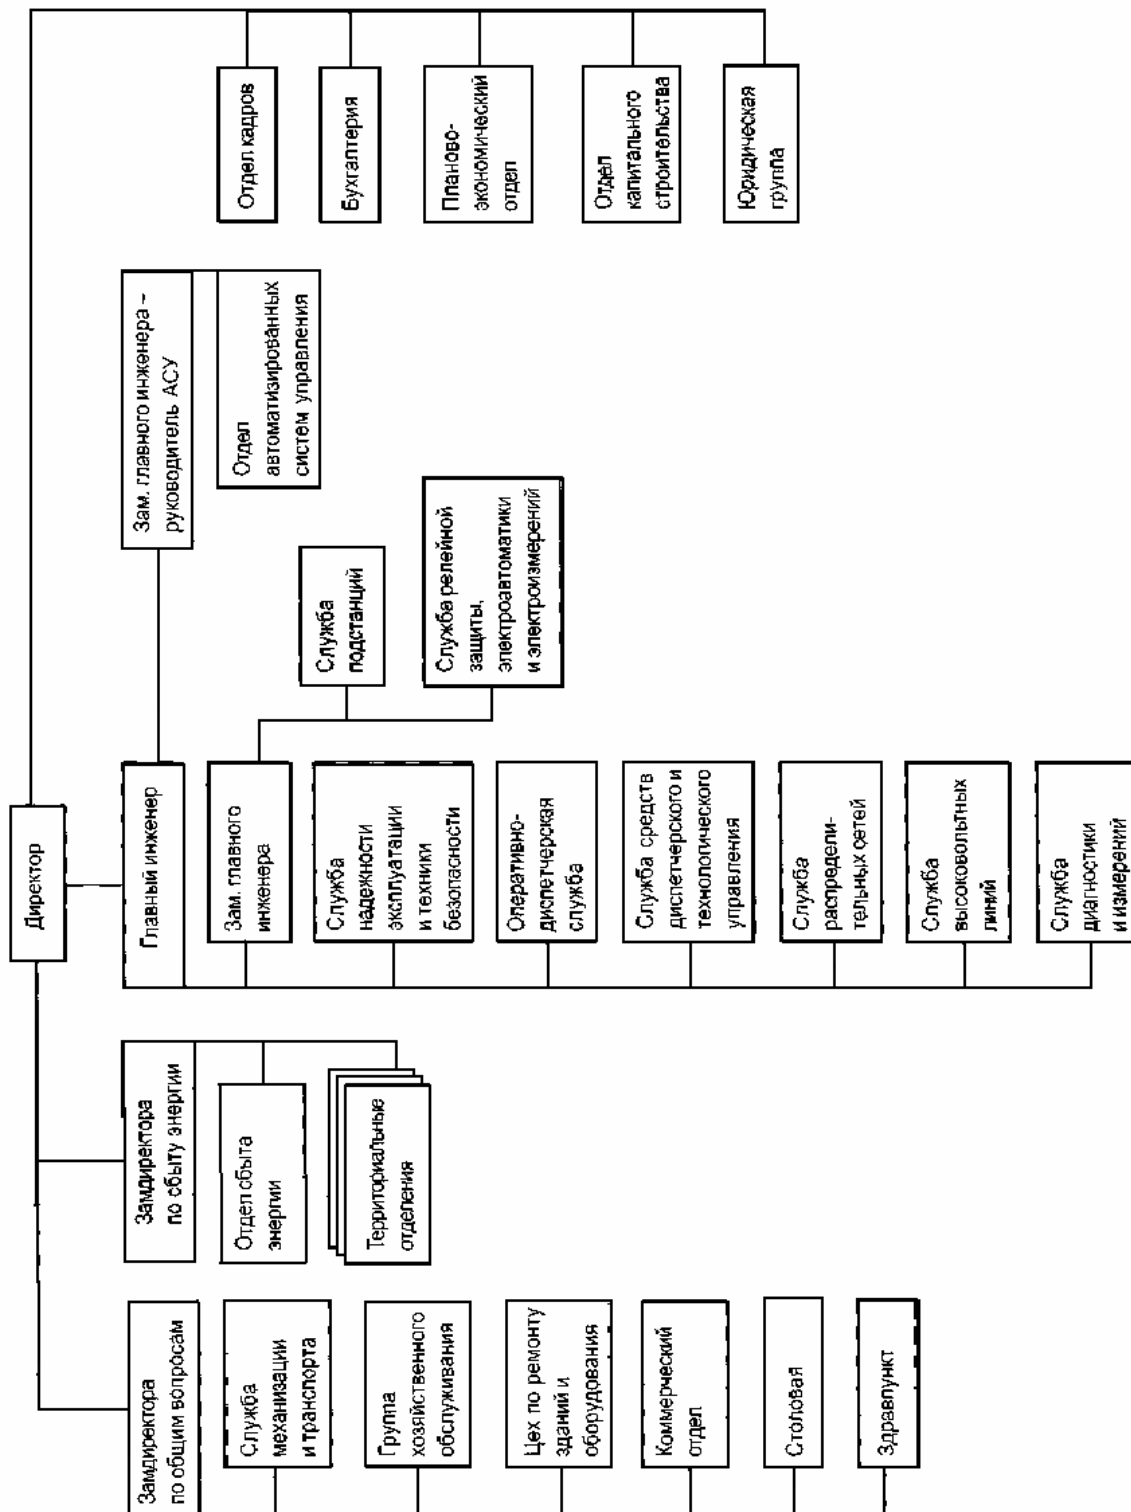 Директор
Замдиректора
по общим вопросам
Служба
механизации
и транспорта
Группа
хозяйственного
обслуживания
Цех по ремонту
зданий и
оборудования
Коммерческий
отдел
Столовая
Здравпункт
Замдиректора
по сбыту энергии
Отдел сбыта
энергии
Территориальные
отделения
Главный инженер
Зам. главного
инженера
Служба
надежности
эксплуатации
и техники
безопасности
Оперативно-
диспетчерская
служба
Служба средств
диспетчерского и
технологического
управления
Служба
распредели-
тельных сетей
Служба
высоковольтных
линий
Служба
диагностики
и измерений
Служба
подстанций
Служба релейной
защиты,
электроавтоматики
и электроизмерений
Зам. главного инженера –
руководитель АСУ
Отдел
автоматизированных
систем управления
Отдел кадров
Бухгалтерия
Планово-
экономический
отдел
Отдел
капитального
строительства
Юридическая
группа